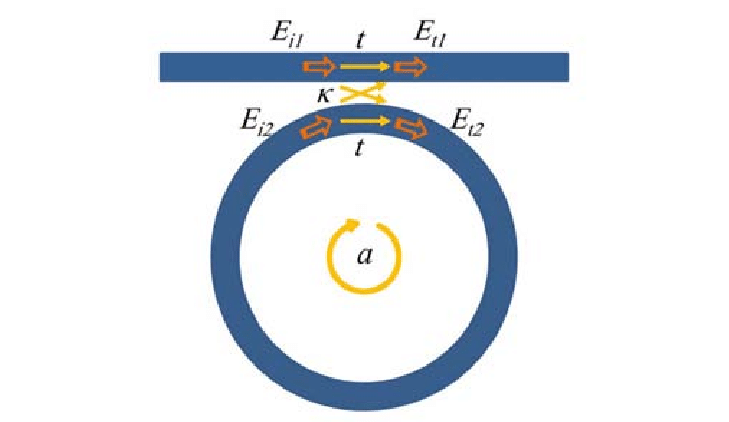 E_i1 t E_t1
κ
E_i2 E_t2
t
a